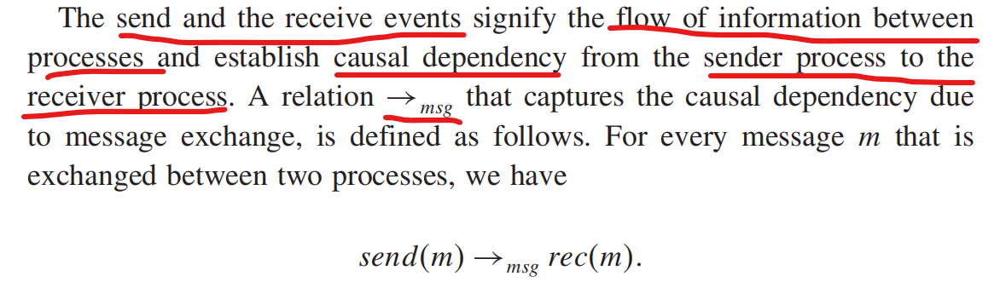 The send and the receive events signify the flow of information between
processes and establish causal dependency from the sender process to the
receiver process. A relation →msg that captures the causal dependency due
to message exchange, is defined as follows. For every message m that is
exchanged between two processes, we have
send(m) →msg rec(m).